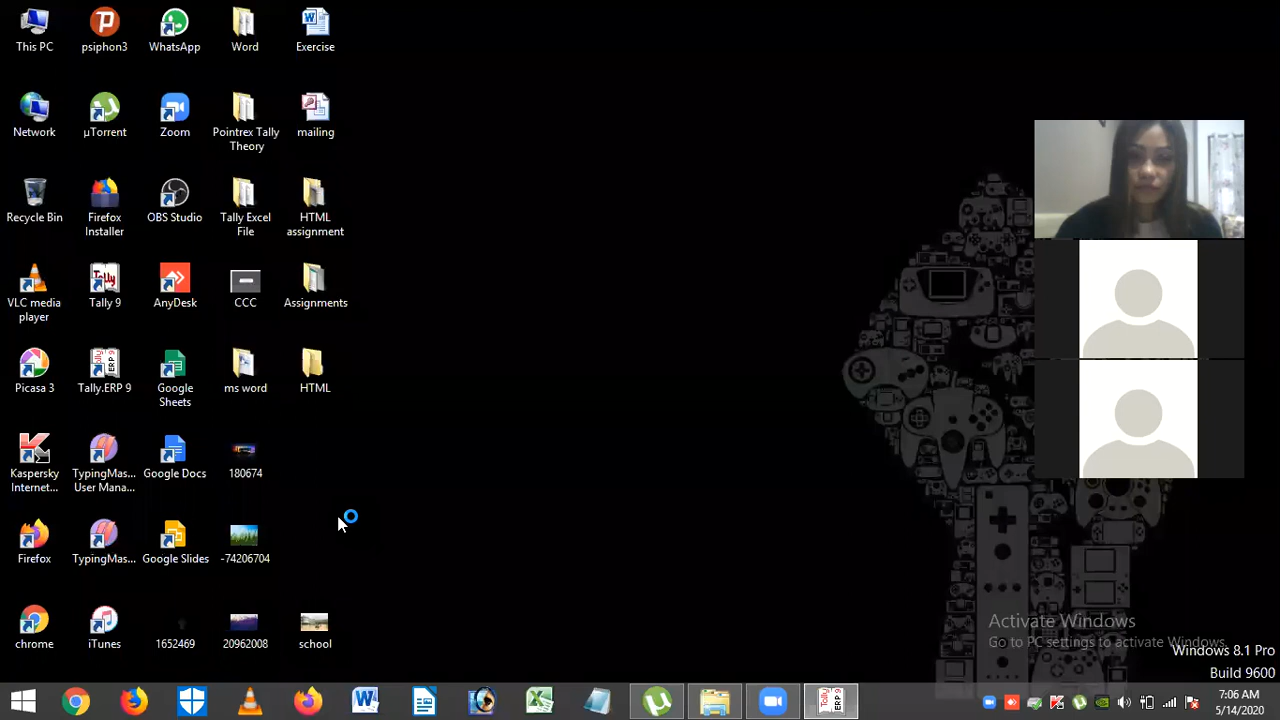 This PC
psiphon3
WhatsApp
Word
Exercise
Network
µTorrent
Zoom
Pointrex Tally
Theory
mailing
Recycle Bin
Firefox
Installer
OBS Studio
Tally Excel
File
HTML
assignment
VLC media
player
Tally 9
AnyDesk
CCC
Assignments
Picasa 3
Tally.ERP 9
Google
Sheets
ms word
HTML
Kaspersky
Internet...
TypingMas...
User Mana...
Google Docs
180674
Firefox
TypingMas...
Google Slides
-74206704
chrome
iTunes
1652469
20962008
school
Activate Windows
Go to PC settings to activate Windows.
Windows 8.1 Pro
Build 9600
7:06 AM
5/14/2020